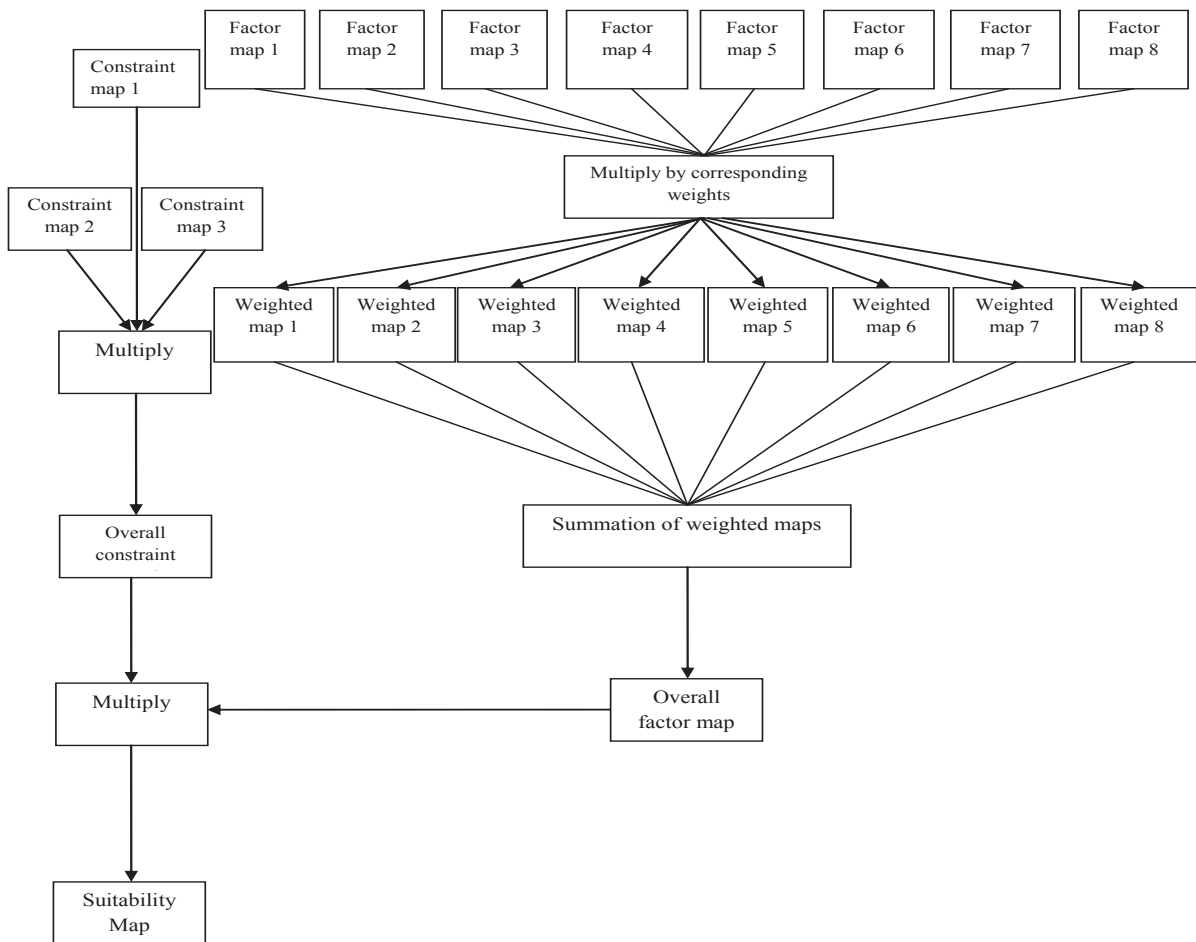 Factor
map 1
Factor
map 2
Factor
map 3
Factor
map 4
Factor
map 5
Factor
map 6
Factor
map 7
Factor
map 8
Constraint
map 1
Multiply by corresponding
weights
Constraint
map 2
Constraint
map 3
Weighted
map 1
Weighted
map 2
Weighted
map 3
Weighted
map 4
Weighted
map 5
Weighted
map 6
Weighted
map 7
Weighted
map 8
Multiply
Summation of weighted maps
Overall
constraint
Multiply
Overall
factor map
Suitability
Map